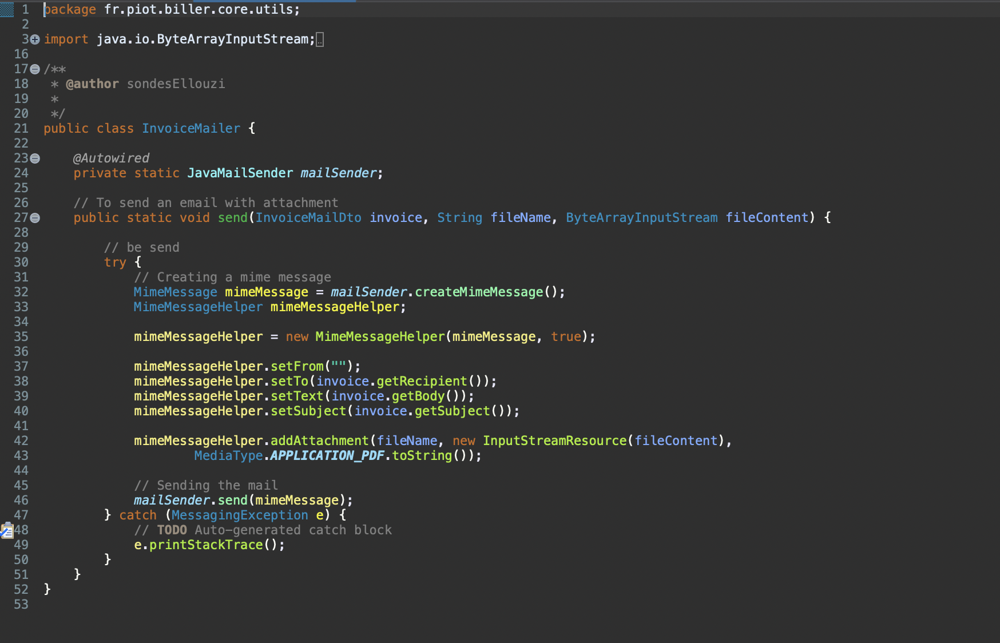 1 package fr.piot.biller.core.utils;
2
3 import java.io.ByteArrayInputStream;
16
17 /**
18  * @author sondesEllouzi
19  *
20  */
21 public class InvoiceMailer {
22
23     @Autowired
24     private static JavaMailSender mailSender;
25
26     // To send an email with attachment
27     public static void send(InvoiceMailDto invoice, String fileName, ByteArrayInputStream fileContent) {
28
29         // be send
30         try {
31             // Creating a mime message
32             MimeMessage mimeMessage = mailSender.createMimeMessage();
33             MimeMessageHelper mimeMessageHelper;
34
35             mimeMessageHelper = new MimeMessageHelper(mimeMessage, true);
36
37             mimeMessageHelper.setFrom("");
38             mimeMessageHelper.setTo(invoice.getRecipient());
39             mimeMessageHelper.setText(invoice.getBody());
40             mimeMessageHelper.setSubject(invoice.getSubject());
41
42             mimeMessageHelper.addAttachment(fileName, new InputStreamResource(fileContent),
43                     MediaType.APPLICATION_PDF.toString());
44
45             // Sending the mail
46             mailSender.send(mimeMessage);
47         } catch (MessagingException e) {
48             // TODO Auto-generated catch block
49             e.printStackTrace();
50         }
51     }
52 }
53